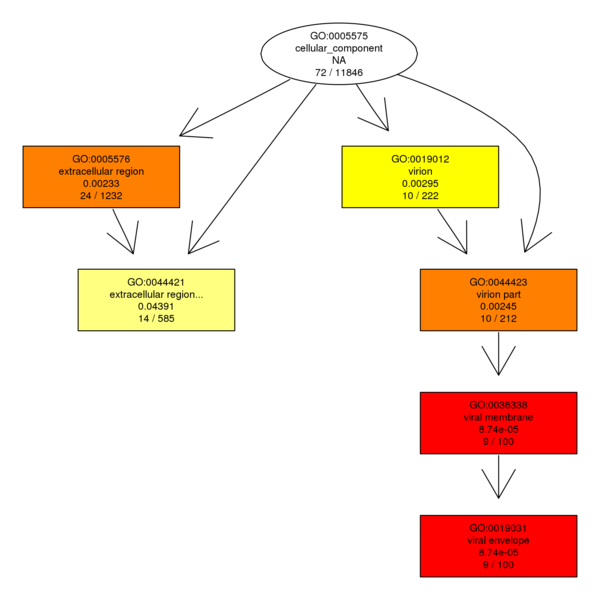 GO:0005575
cellular_component
NA
72 / 11846
GO:0005576
extracellular region
0.00233
24 / 1232
GO:0019012
virion
0.00295
10 / 222
GO:0044421
extracellular region...
0.04391
14 / 585
GO:0044423
virion part
0.00245
10 / 212
GO:0036338
viral membrane
8.74e-05
9 / 100
GO:0019031
viral envelope
8.74e-05
9 / 100